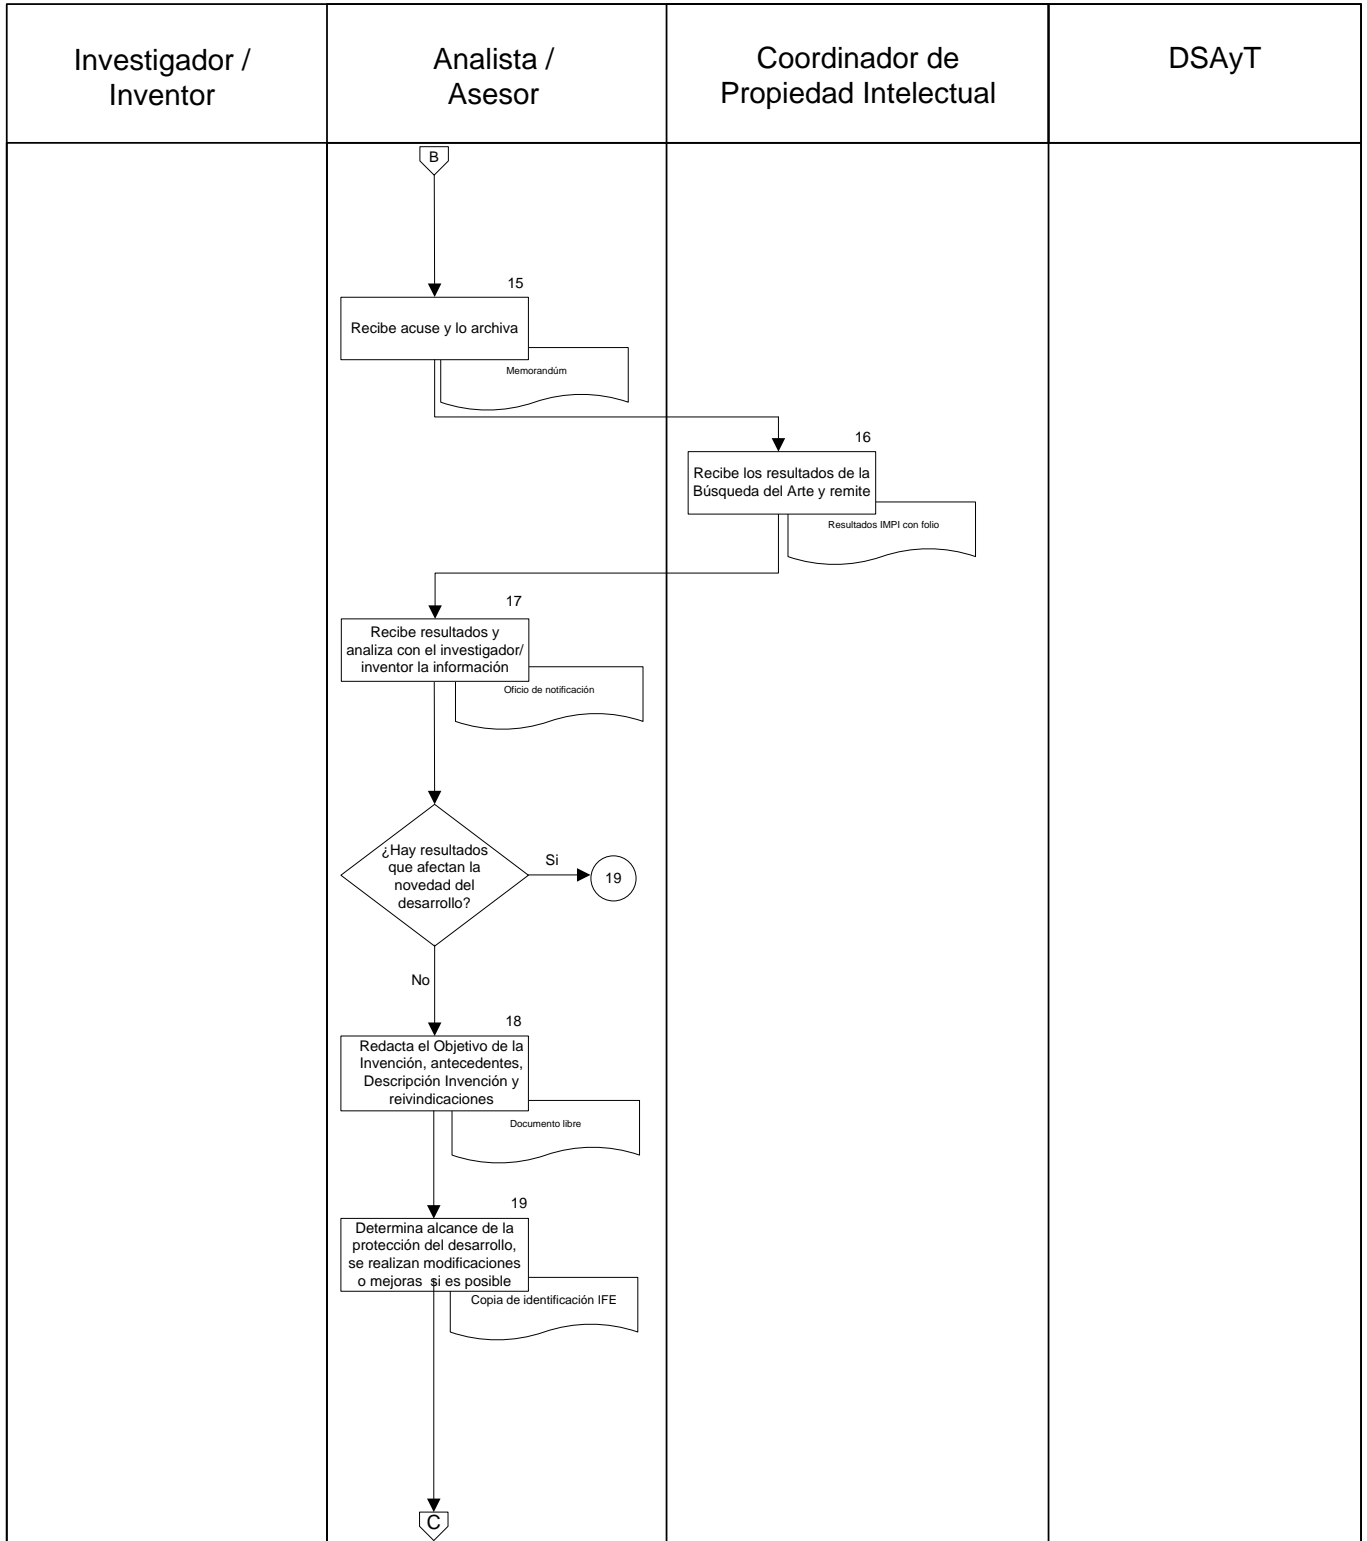 Investigador /
Inventor
Analista /
Asesor
Coordinador de
Propiedad Intelectual
DSAyT
B
15
Recibe acuse y lo archiva
Memorandúm
16
Recibe los resultados de la
Búsqueda del Arte y remite
Resultados IMPI con folio
17
Recibe resultados y
analiza con el investigador/
inventor la información
Oficio de notificación
¿Hay resultados
que afectan la
novedad del
desarrollo?
Si
19
No
18
Redacta el Objetivo de la
Invención, antecedentes,
Descripción Invención y
reivindicaciones
Documento libre
19
Determina alcance de la
protección del desarrollo,
se realizan modificaciones
o mejoras si es posible
Copia de identificación IFE
C